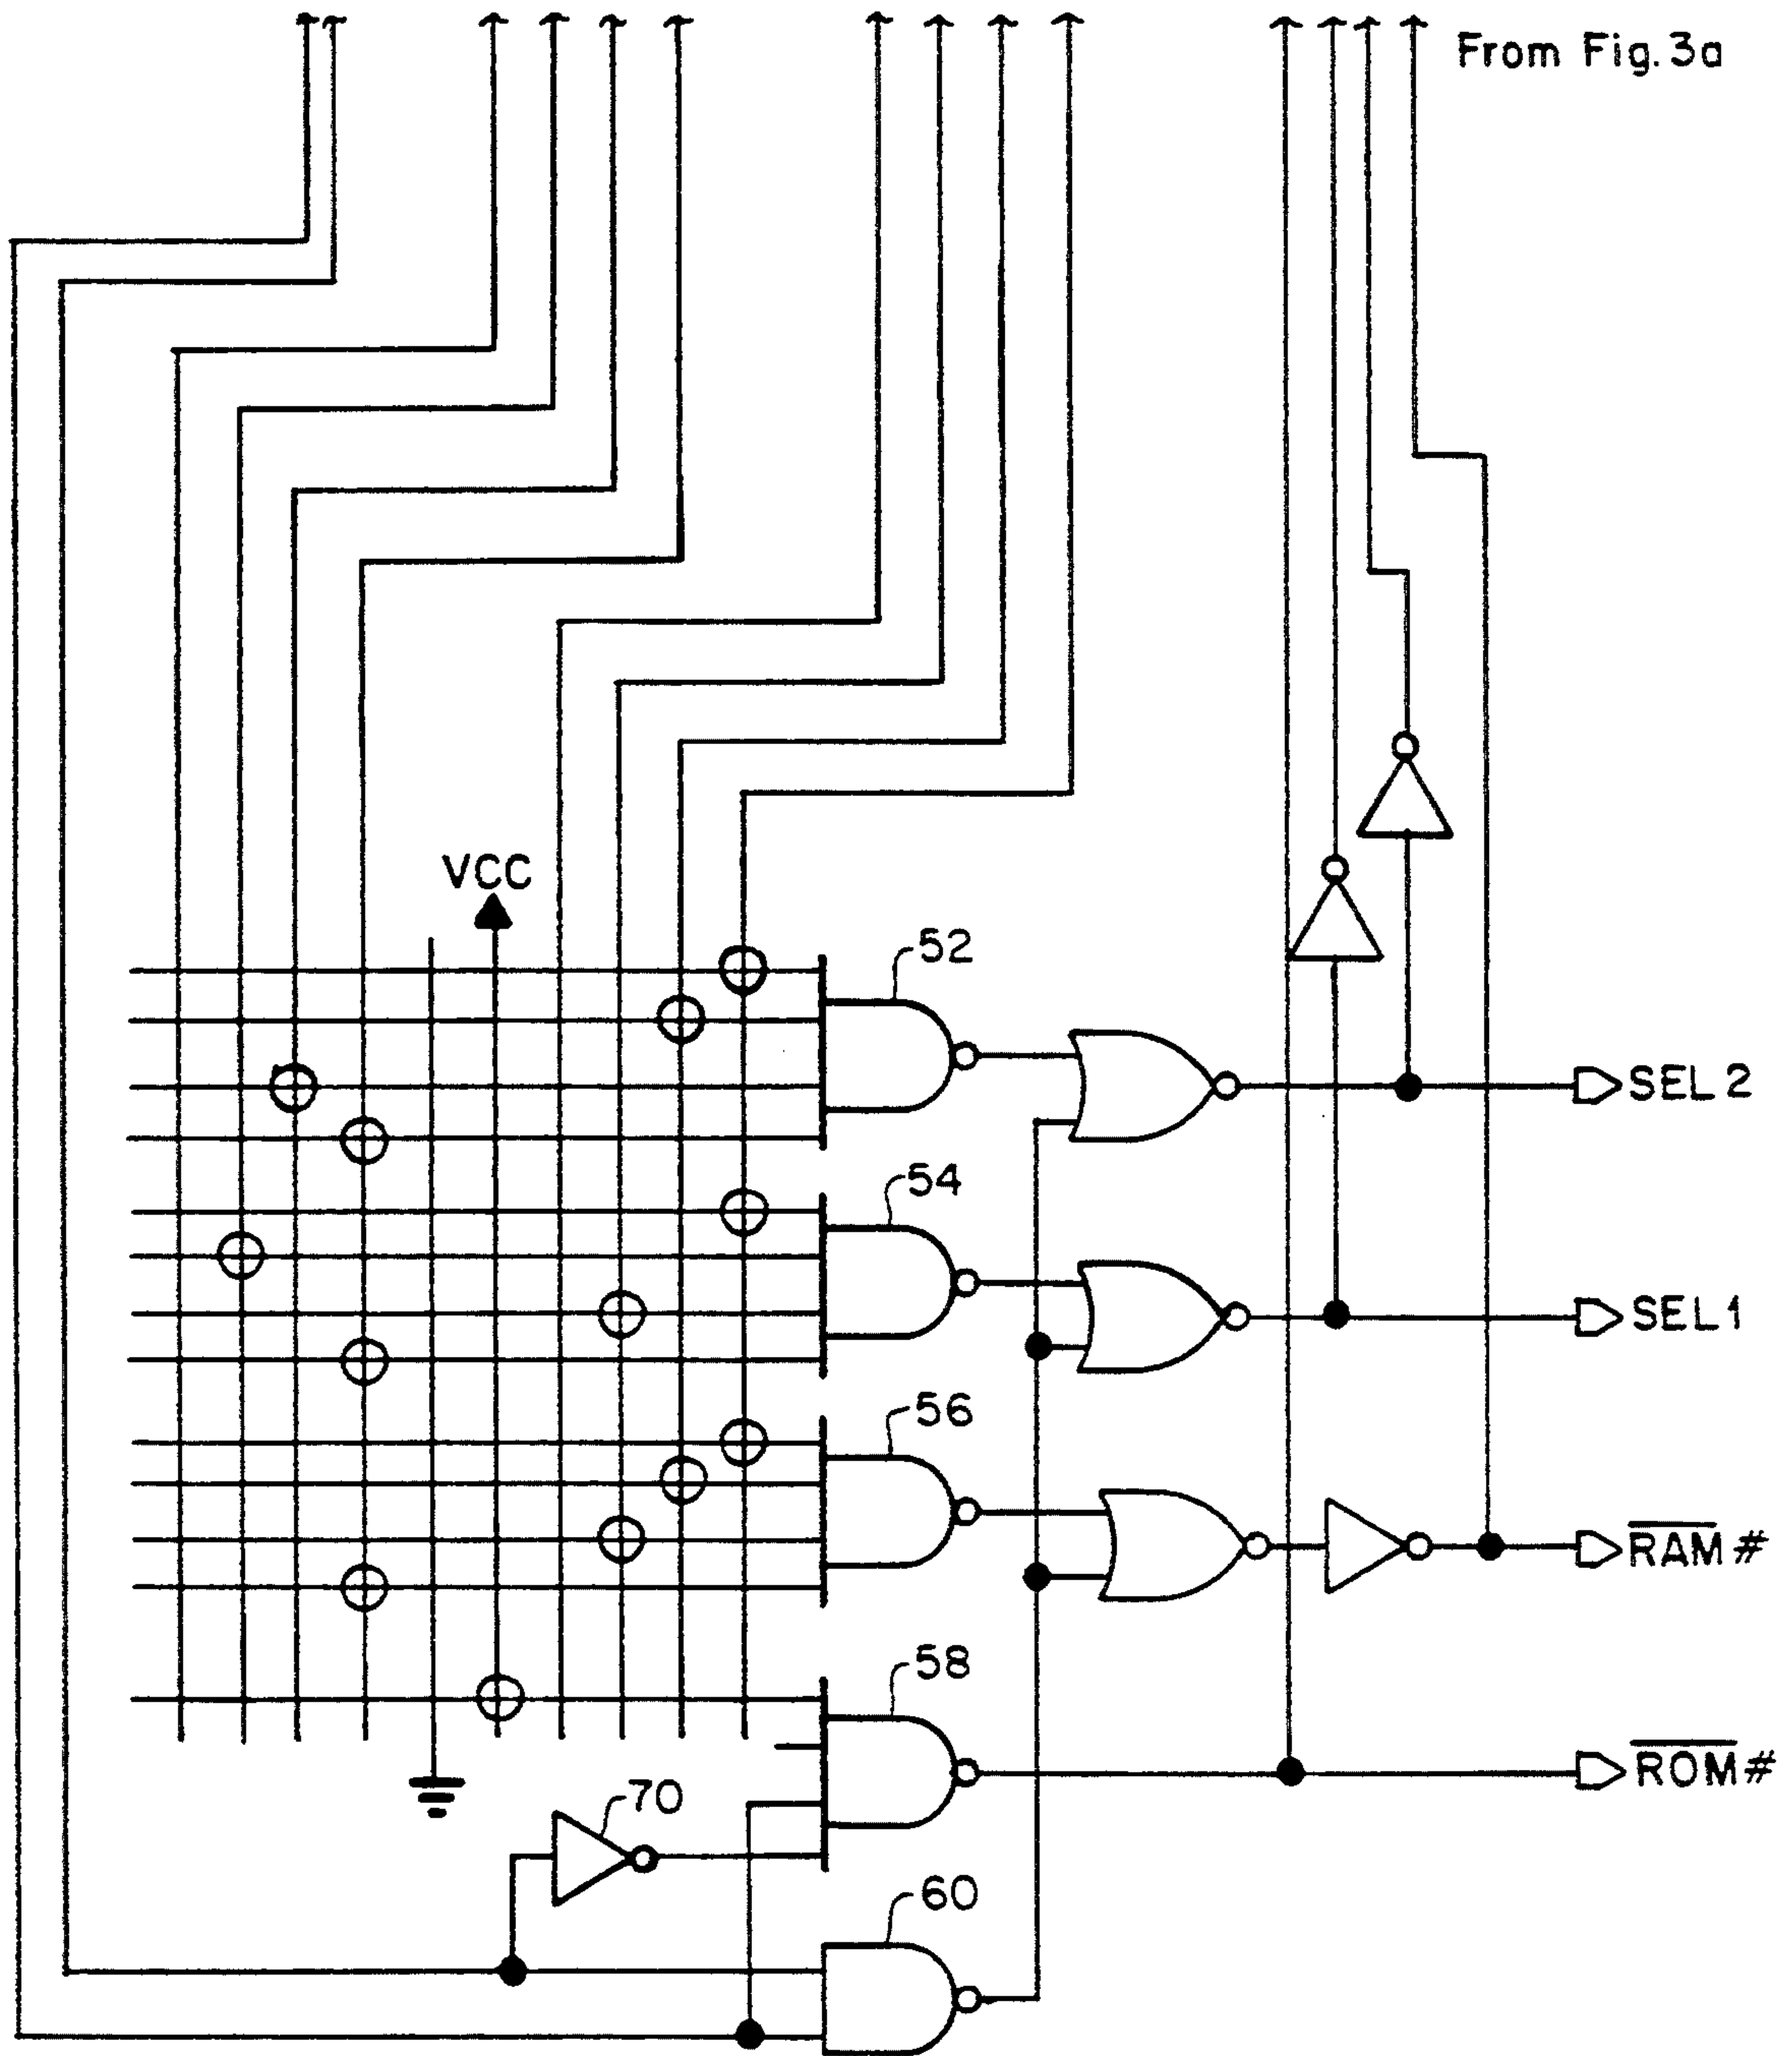 From Fig. 3a
VCC
52
SEL 2
54
SEL 1
56
RAM #
58
ROM #
70
60